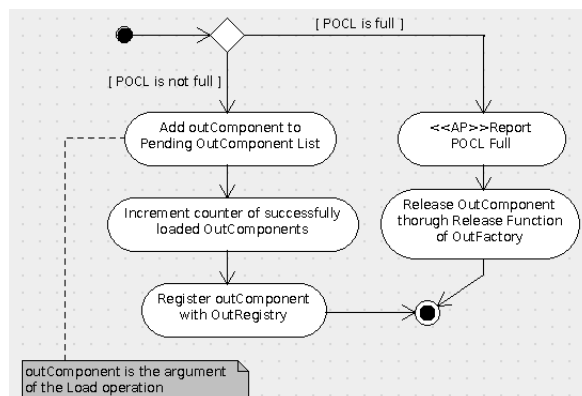 [ POCL is full ]
[ POCL is not full ]
Add outComponent to
Pending OutComponent List
<<AP>>Report
POCL Full
Increment counter of successfully
loaded OutComponents
Release OutComponent
thorugh Release Function
of OutFactory
Register outComponent
with OutRegistry
outComponent is the argument
of the Load operation